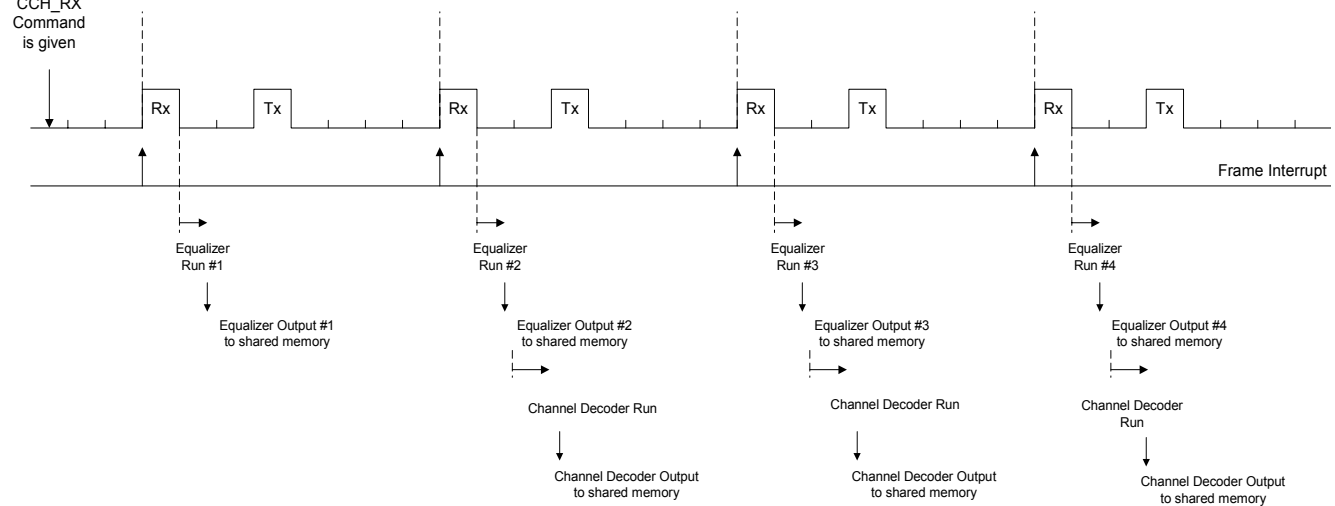 CCH_RX
Command
is given
Rx
Tx
Rx
Tx
Rx
Tx
Rx
Tx
Frame Interrupt
Equalizer
Run #1
Equalizer
Run #2
Equalizer
Run #3
Equalizer
Run #4
Equalizer Output #1
to shared memory
Equalizer Output #2
to shared memory
Equalizer Output #3
to shared memory
Equalizer Output #4
to shared memory
Channel Decoder Run
Channel Decoder Run
Channel Decoder
Run
Channel Decoder Output
to shared memory
Channel Decoder Output
to shared memory
Channel Decoder Output
to shared memory